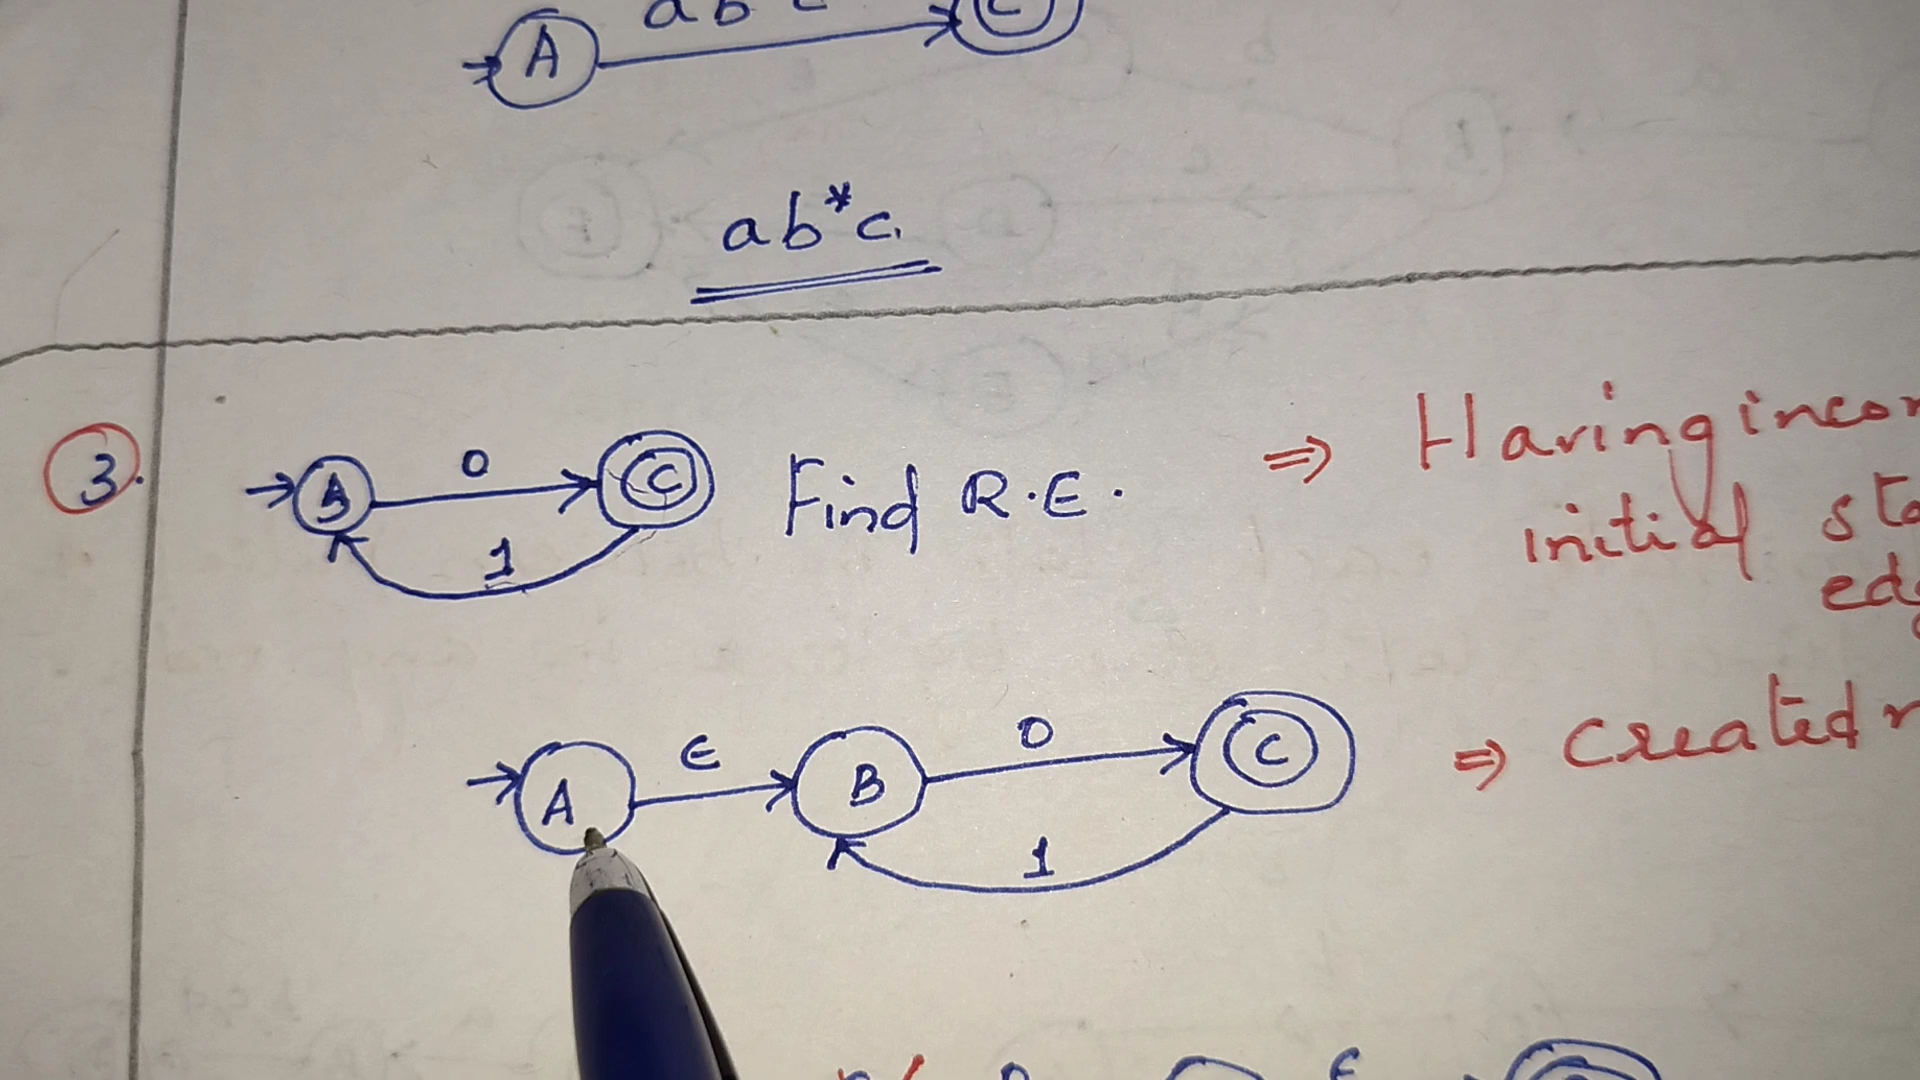 A
ab*c.
3.
B 0 C 1
Find R.E.
⇒ Having
initial
A ϵ B 0 C 1
⇒ created